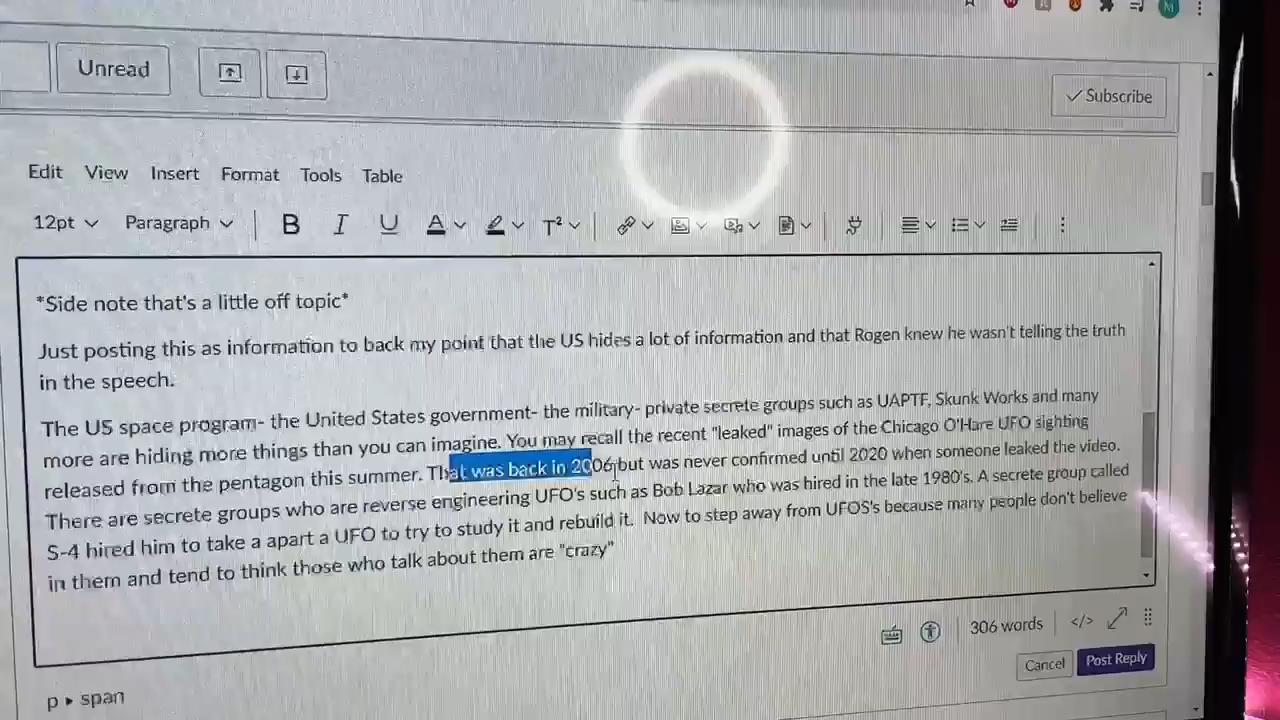 Unread
Subscribe
Edit View Insert Format Tools Table
12pt Paragraph B I U A T²
*Side note that's a little off topic*
Just posting this as information to back my point that the US hides a lot of information and that Rogen knew he wasn't telling the truth
in the speech.
The US space program- the United States government- the military- private secrete groups such as UAPTF, Skunk Works and many
more are hiding more things than you can imagine. You may recall the recent "leaked" images of the Chicago O'Hare UFO sighting
released from the pentagon this summer. That was back in 2006 but was never confirmed until 2020 when someone leaked the video.
There are secrete groups who are reverse engineering UFO's such as Bob Lazar who was hired in the late 1980's. A secrete group called
S-4 hired him to take a apart a UFO to try to study it and rebuild it. Now to step away from UFOS's because many people don't believe
in them and tend to think those who talk about them are "crazy"
306 words </>
Cancel Post Reply
p ▸ span